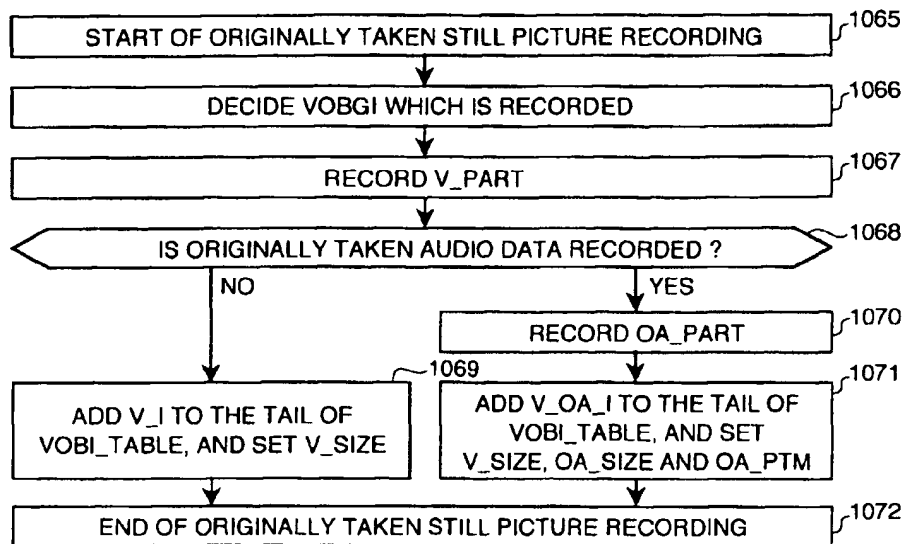 START OF ORIGINALLY TAKEN STILL PICTURE RECORDING
1065
DECIDE VOBGI WHICH IS RECORDED
1066
RECORD V_PART
1067
IS ORIGINALLY TAKEN AUDIO DATA RECORDED ?
1068
NO
YES
RECORD OA_PART
1070
1069
1071
ADD V_I TO THE TAIL OF
VOBI_TABLE, AND SET V_SIZE
ADD V_OA_I TO THE TAIL OF
VOBI_TABLE, AND SET
V_SIZE, OA_SIZE AND OA_PTM
END OF ORIGINALLY TAKEN STILL PICTURE RECORDING
1072